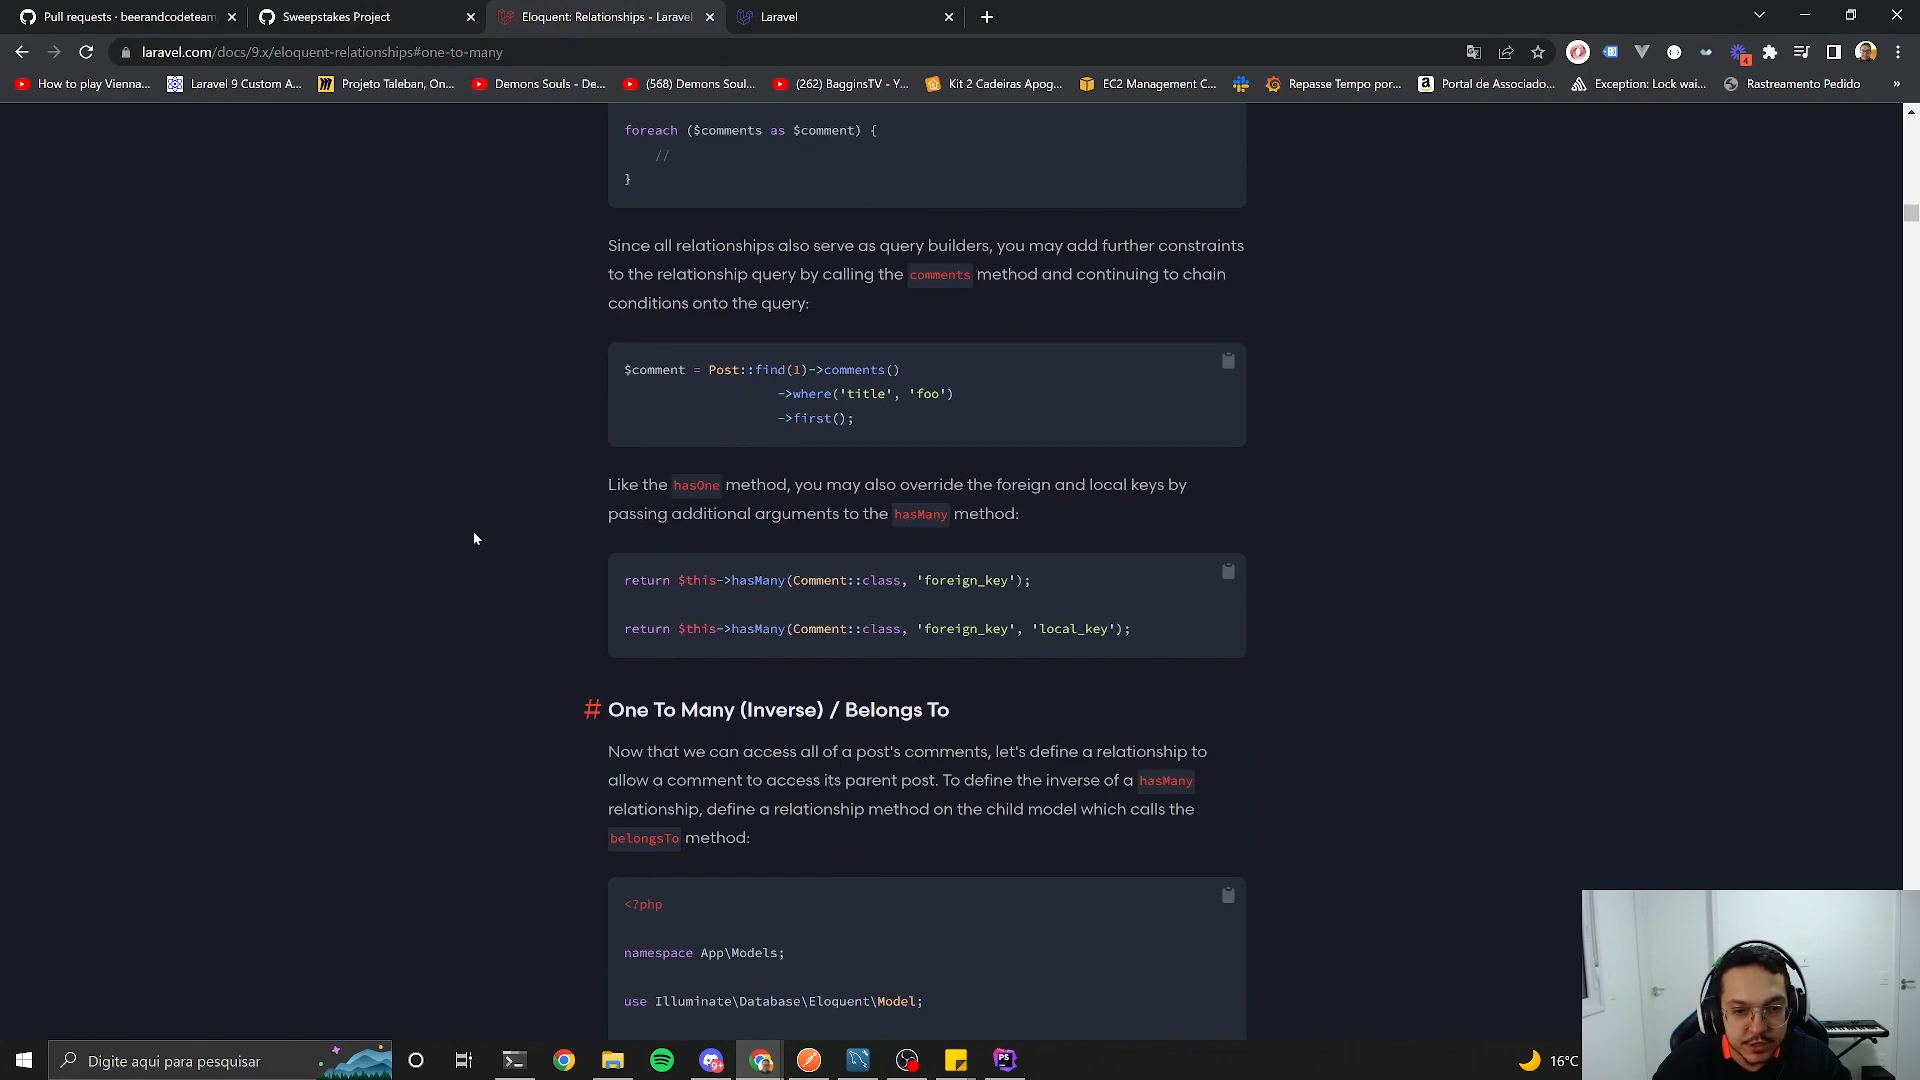 Pull requests · beerandcodeteam
Sweepstakes Project
Eloquent: Relationships - Laravel
Laravel
laravel.com/docs/9.x/eloquent-relationships#one-to-many
How to play Vienna...
Laravel 9 Custom A...
Projeto Taleban, On...
Demons Souls - De...
(568) Demons Soul...
(262) BagginsTV - Y...
Kit 2 Cadeiras Apog...
EC2 Management C...
Repasse Tempo por...
Portal de Associado...
Exception: Lock wai...
Rastreamento Pedido
»
foreach ($comments as $comment) {
//
}
Since all relationships also serve as query builders, you may add further constraints
to the relationship query by calling the comments method and continuing to chain
conditions onto the query:
$comment = Post::find(1)->comments()
->where('title', 'foo')
->first();
Like the hasOne method, you may also override the foreign and local keys by
passing additional arguments to the hasMany method:
return $this->hasMany(Comment::class, 'foreign_key');
return $this->hasMany(Comment::class, 'foreign_key', 'local_key');
# One To Many (Inverse) / Belongs To
Now that we can access all of a post's comments, let's define a relationship to
allow a comment to access its parent post. To define the inverse of a hasMany
relationship, define a relationship method on the child model which calls the
belongsTo method:
<?php
namespace App\Models;
use Illuminate\Database\Eloquent\Model;
Digite aqui para pesquisar
9+
PS
16°C